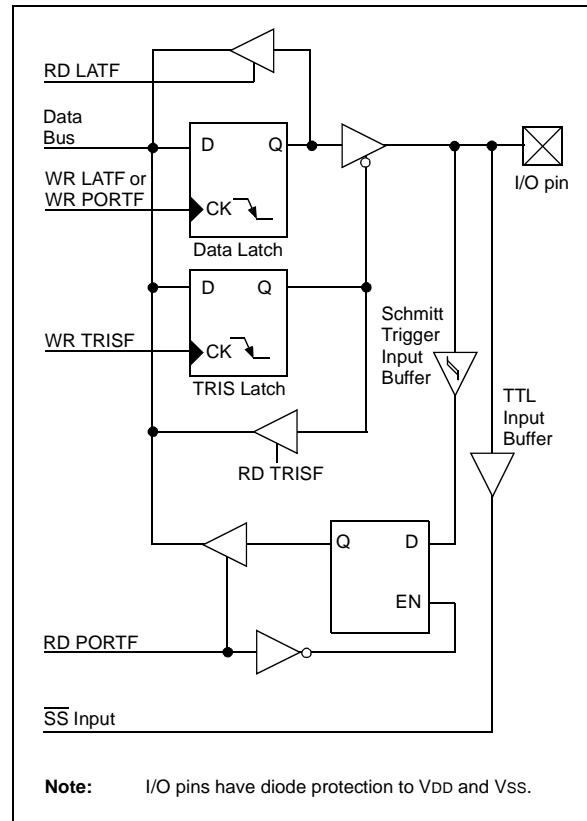 RD LATF
Data
Bus
D Q
I/O pin
WR LATF or
WR PORTF
CK
Data Latch
D Q
Schmitt
Trigger
Input
Buffer
WR TRISF
CK
TRIS Latch
TTL
Input
Buffer
RD TRISF
Q D
EN
RD PORTF
S̅S̅ Input
Note: I/O pins have diode protection to VDD and VSS.